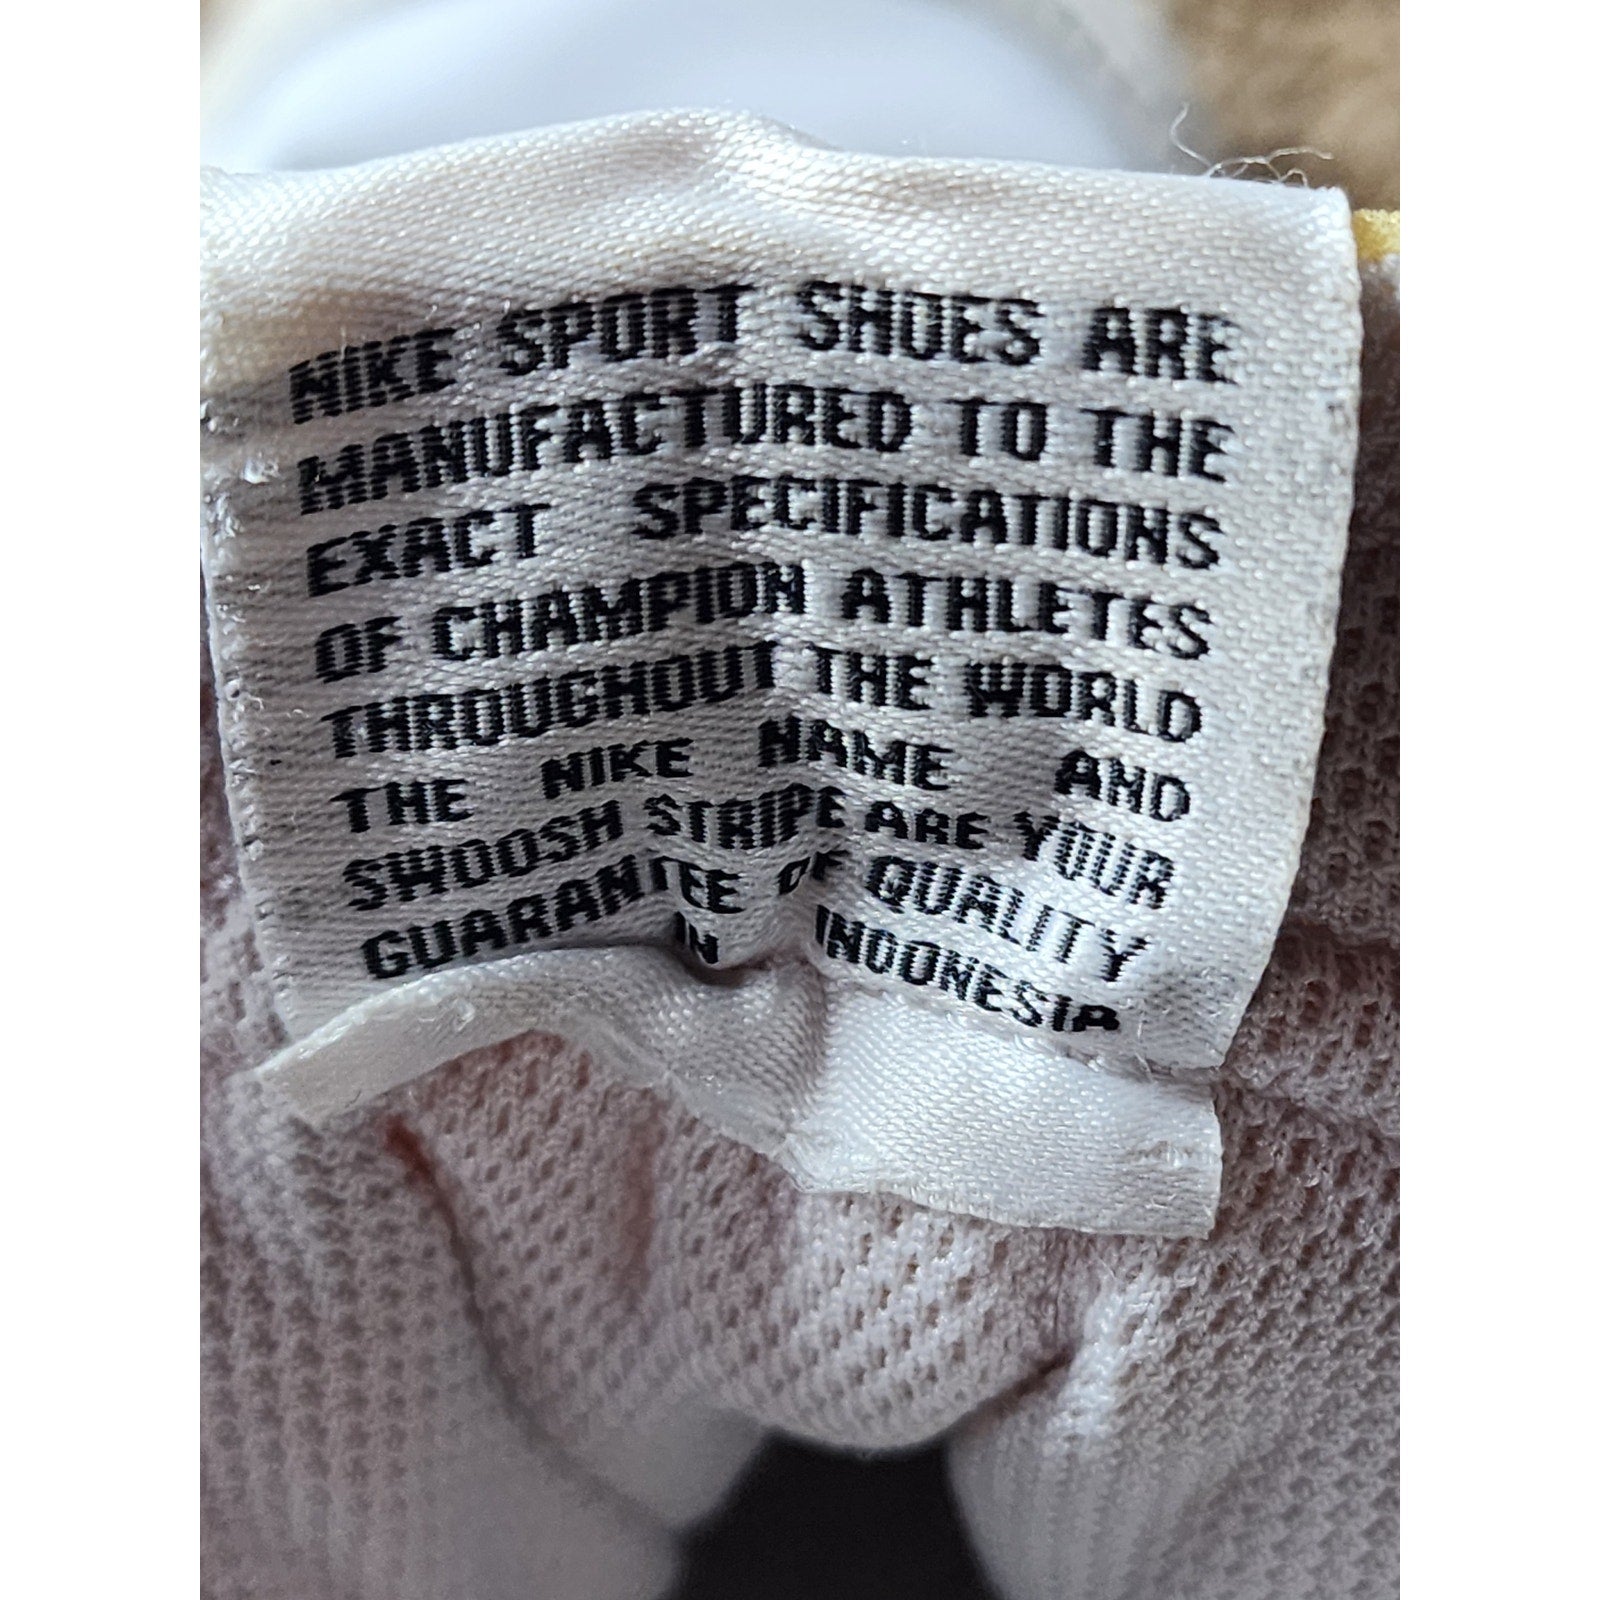 NIKE SPORT SHOES ARE
MANUFACTURED TO THE
EXACT SPECIFICATIONS
OF CHAMPION ATHLETES
THROUGHOUT THE WORLD
THE NIKE NAME AND
SWOOSH STRIPE ARE YOUR
GUARANTEE OF QUALITY
IN INDONESIA